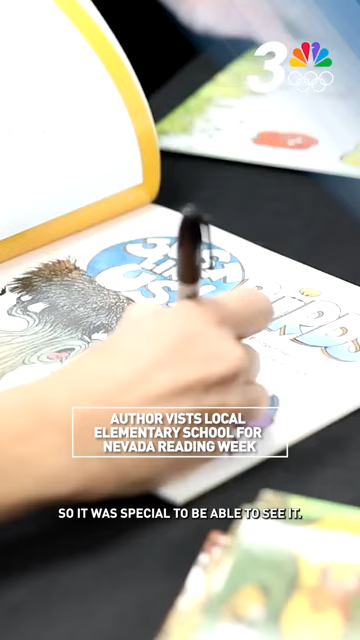 3
AUTHOR VISTS LOCAL
ELEMENTARY SCHOOL FOR
NEVADA READING WEEK
SO IT WAS SPECIAL TO BE ABLE TO SEE IT.